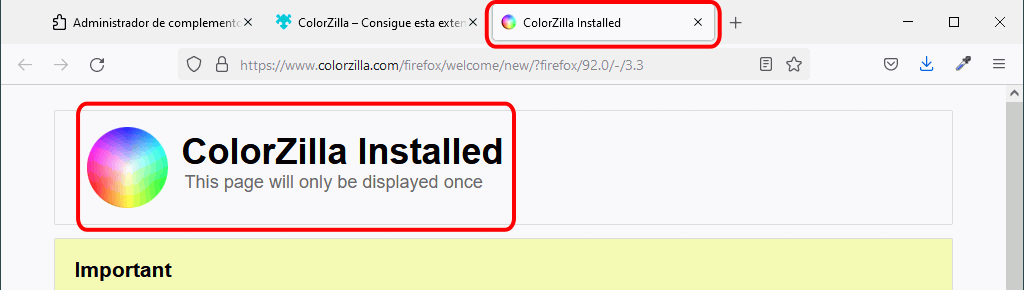 Administrador de complemento
ColorZilla – Consigue esta exten
ColorZilla Installed
https://www.colorzilla.com/firefox/welcome/new/?firefox/92.0/-/3.3
ColorZilla Installed
This page will only be displayed once
Important